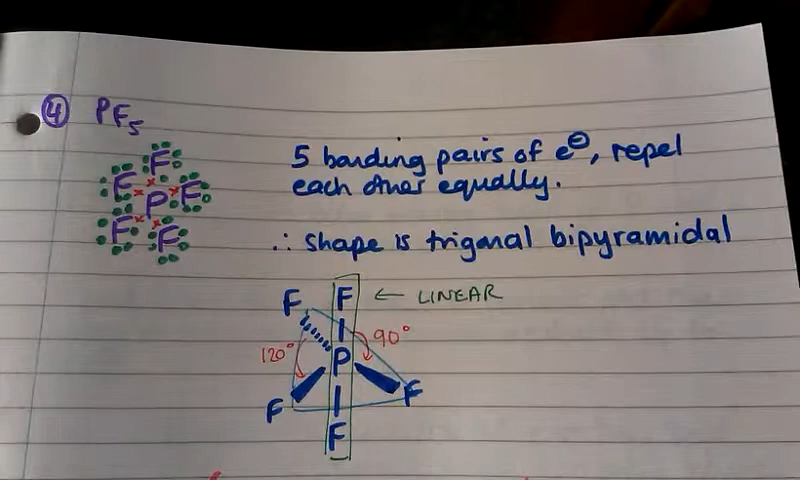 ④ PF₅
F
F F
P
F F
5 bonding pairs of e⊖, repel
each other equally.
∴ shape is trigonal bipyramidal
F F ← LINEAR
120° P 90°
F F
F